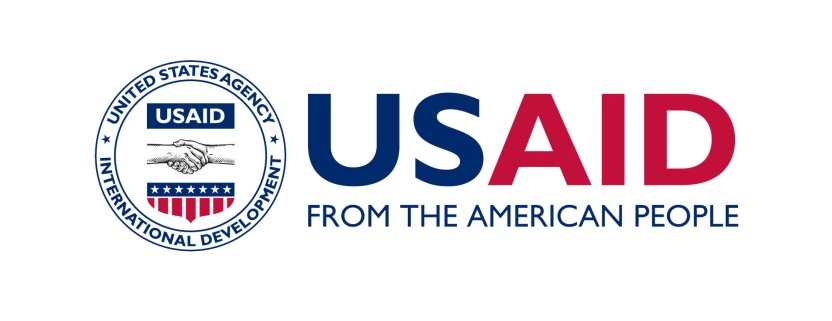 UNITED STATES AGENCY
USAID
INTERNATIONAL DEVELOPMENT
USAID
FROM THE AMERICAN PEOPLE